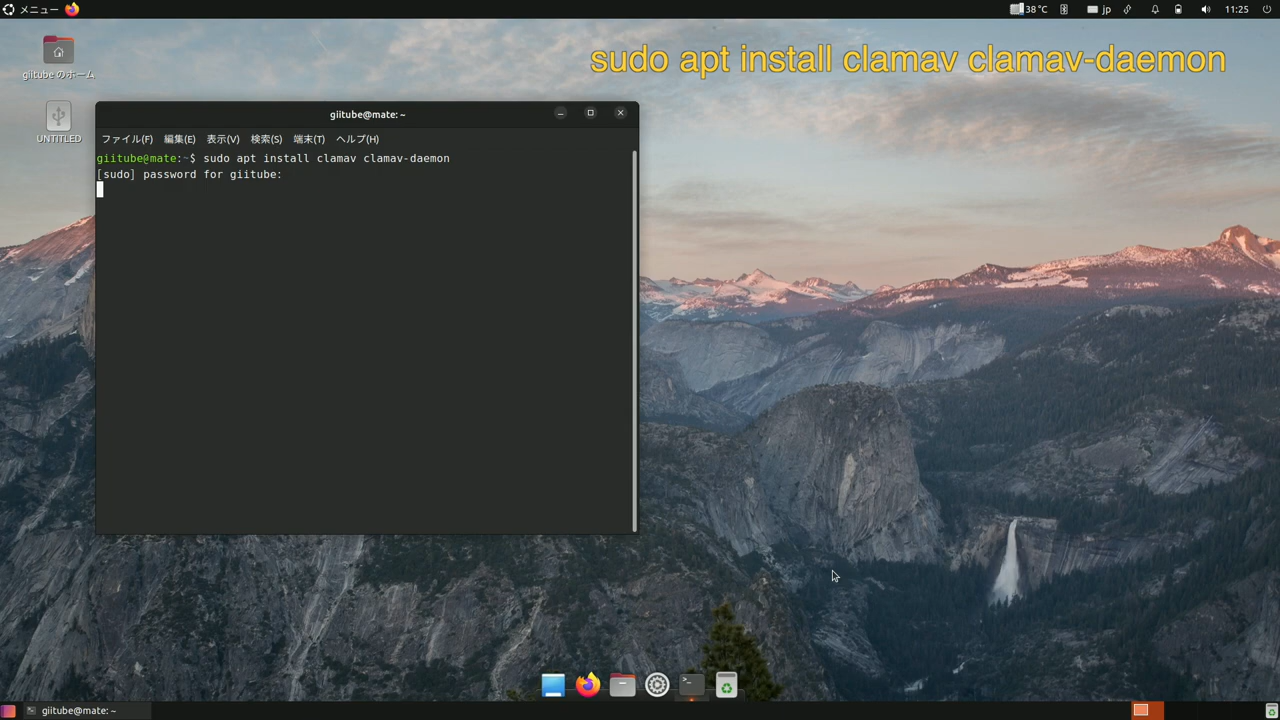 メニュー
38°C
jp
11:25
giitube のホーム
UNTITLED
sudo apt install clamav clamav-daemon
giitube@mate: ~
ファイル(F) 編集(E) 表示(V) 検索(S) 端末(T) ヘルプ(H)
giitube@mate:~$ sudo apt install clamav clamav-daemon
[sudo] password for giitube:
giitube@mate: ~